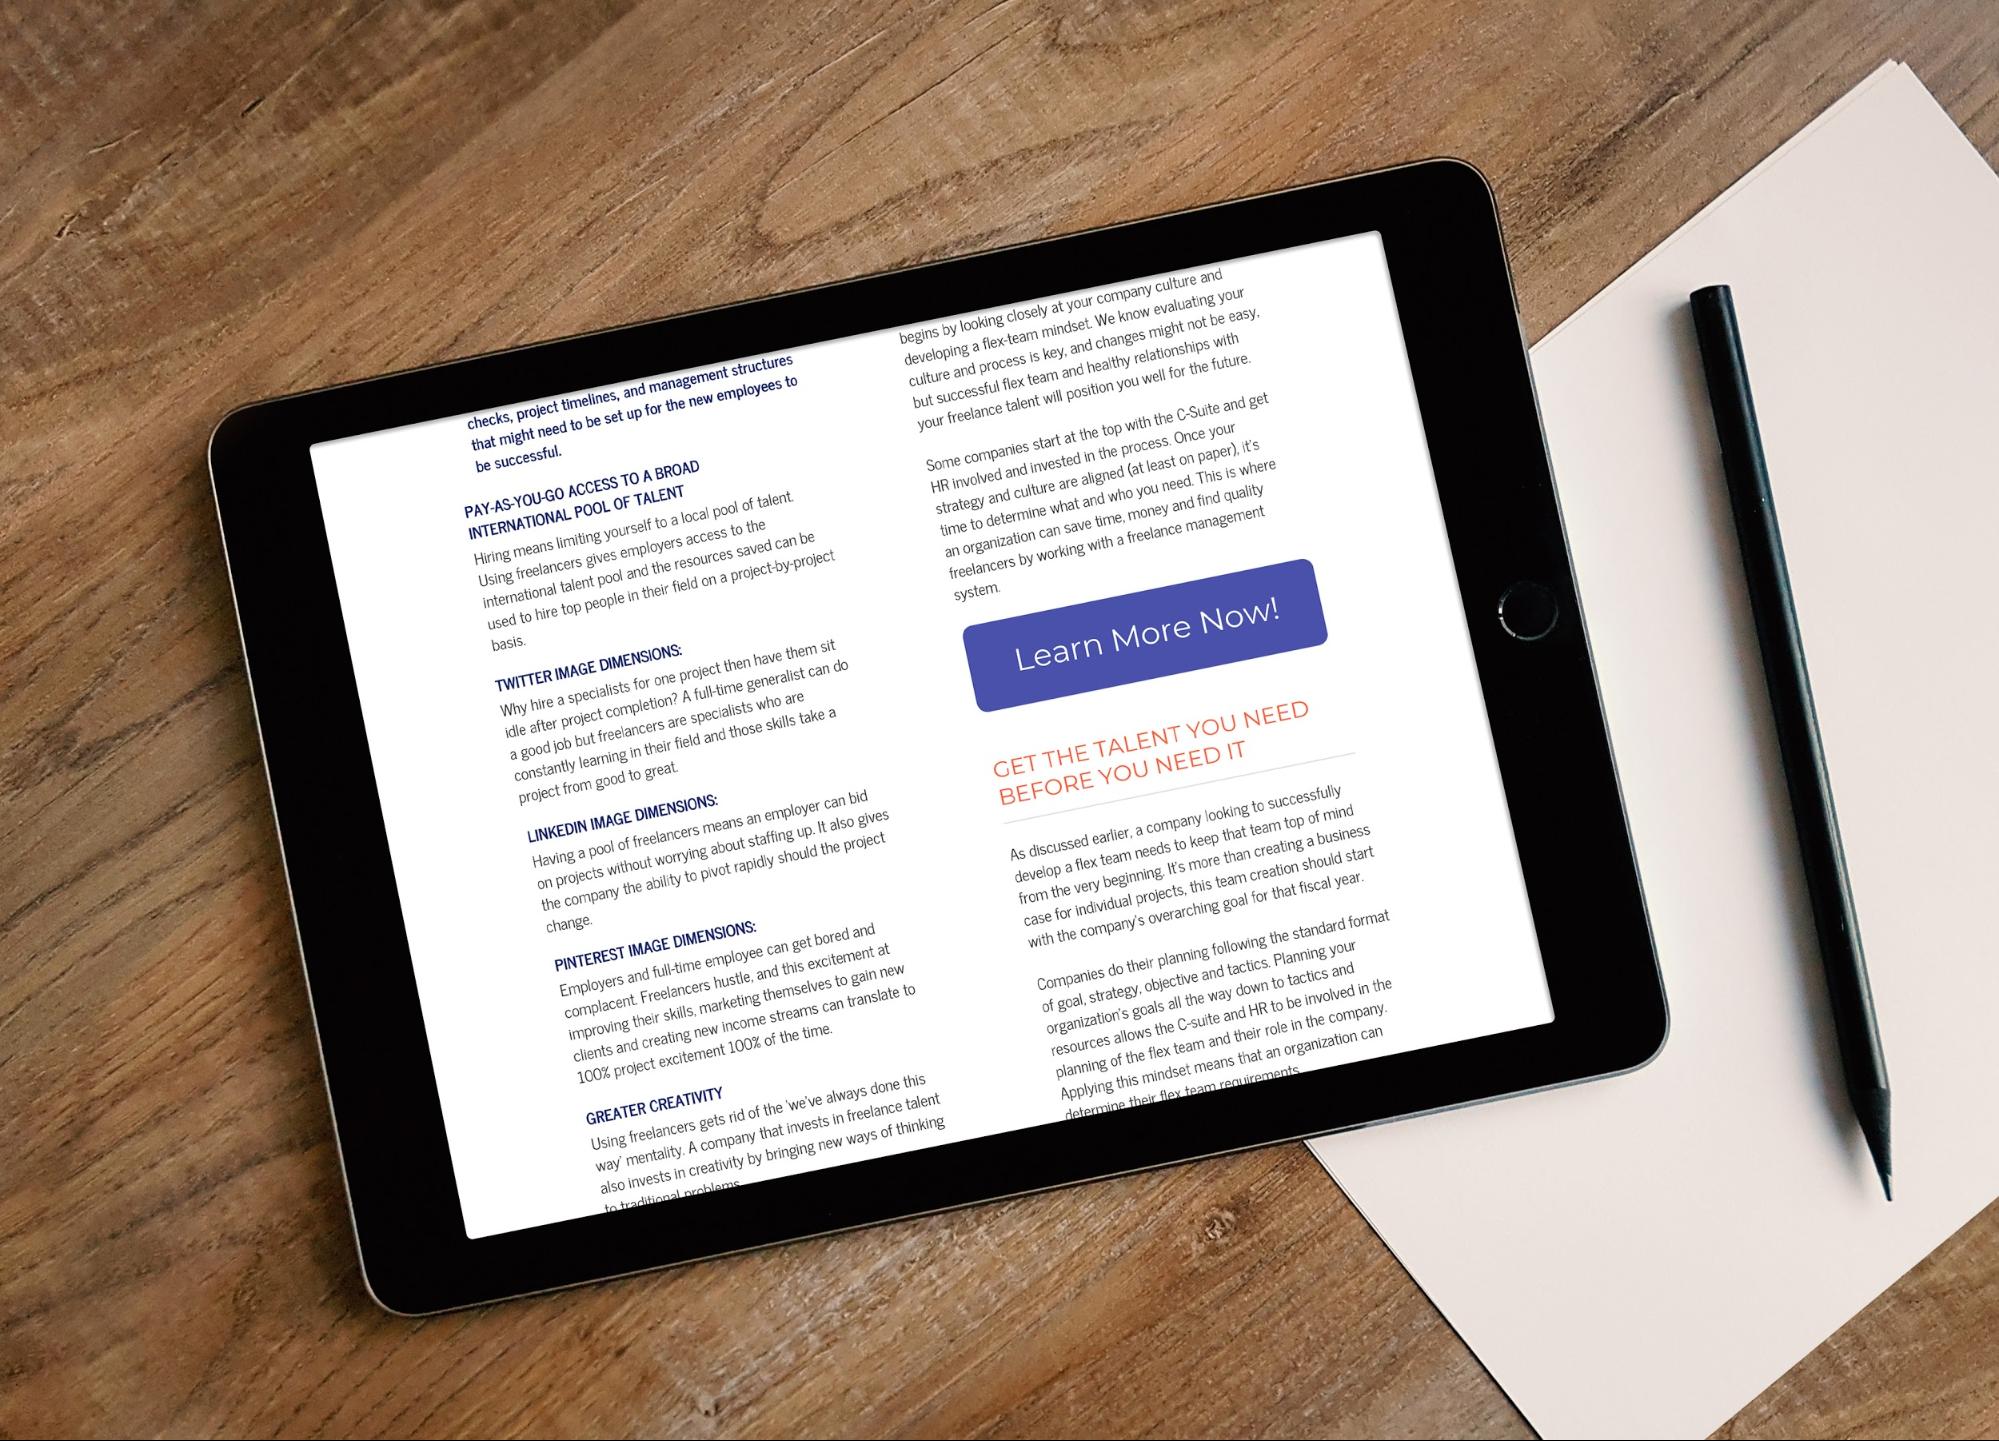 checks, project timelines, and management structures
that might need to be set up for the new employees to
be successful.
PAY-AS-YOU-GO ACCESS TO A BROAD
INTERNATIONAL POOL OF TALENT
Hiring means limiting yourself to a local pool of talent.
Using freelancers gives employers access to the
international talent pool and the resources saved can be
used to hire top people in their field on a project-by-project
basis.
TWITTER IMAGE DIMENSIONS:
Why hire a specialists for one project then have them sit
idle after project completion? A full-time generalist can do
a good job but freelancers are specialists who are
constantly learning in their field and those skills take a
project from good to great.
LINKEDIN IMAGE DIMENSIONS:
Having a pool of freelancers means an employer can bid
on projects without worrying about staffing up. It also gives
the company the ability to pivot rapidly should the project
change.
PINTEREST IMAGE DIMENSIONS:
Employers and full-time employee can get bored and
complacent. Freelancers hustle, and this excitement at
improving their skills, marketing themselves to gain new
clients and creating new income streams can translate to
100% project excitement 100% of the time.
GREATER CREATIVITY
Using freelancers gets rid of the 'we've always done this
way' mentality. A company that invests in freelance talent
also invests in creativity by bringing new ways of thinking
to traditional problems.
begins by looking closely at your company culture and
developing a flex-team mindset. We know evaluating your
culture and process is key, and changes might not be easy,
but successful flex team and healthy relationships with
your freelance talent will position you well for the future.
Some companies start at the top with the C-Suite and get
HR involved and invested in the process. Once your
strategy and culture are aligned (at least on paper), it's
time to determine what and who you need. This is where
an organization can save time, money and find quality
freelancers by working with a freelance management
system.
Learn More Now!
GET THE TALENT YOU NEED
BEFORE YOU NEED IT
As discussed earlier, a company looking to successfully
develop a flex team needs to keep that team top of mind
from the very beginning. It's more than creating a business
case for individual projects, this team creation should start
with the company's overarching goal for that fiscal year.
Companies do their planning following the standard format
of goal, strategy, objective and tactics. Planning your
organization's goals all the way down to tactics and
resources allows the C-suite and HR to be involved in the
planning of the flex team and their role in the company.
Applying this mindset means that an organization can
determine their flex team requirements